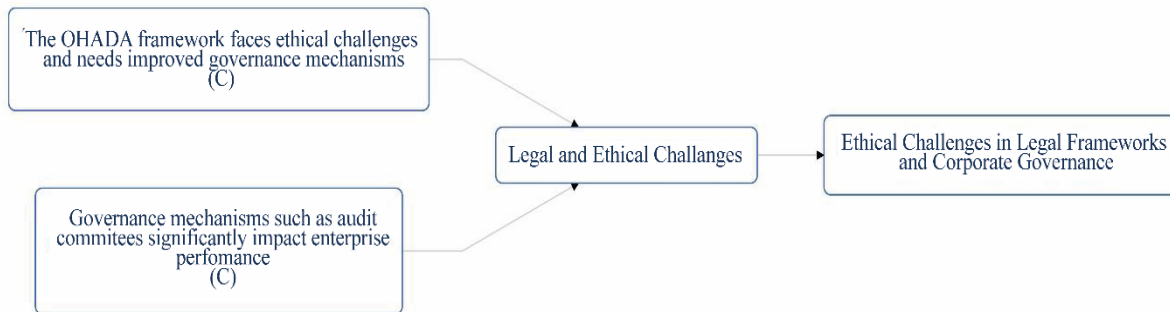 The OHADA framework faces ethical challenges
and needs improved governance mechanisms
(C)
Legal and Ethical Challanges
Ethical Challenges in Legal Frameworks
and Corporate Governance
Governance mechanisms such as audit
commitees significantly impact enterprise
perfomance
(C)